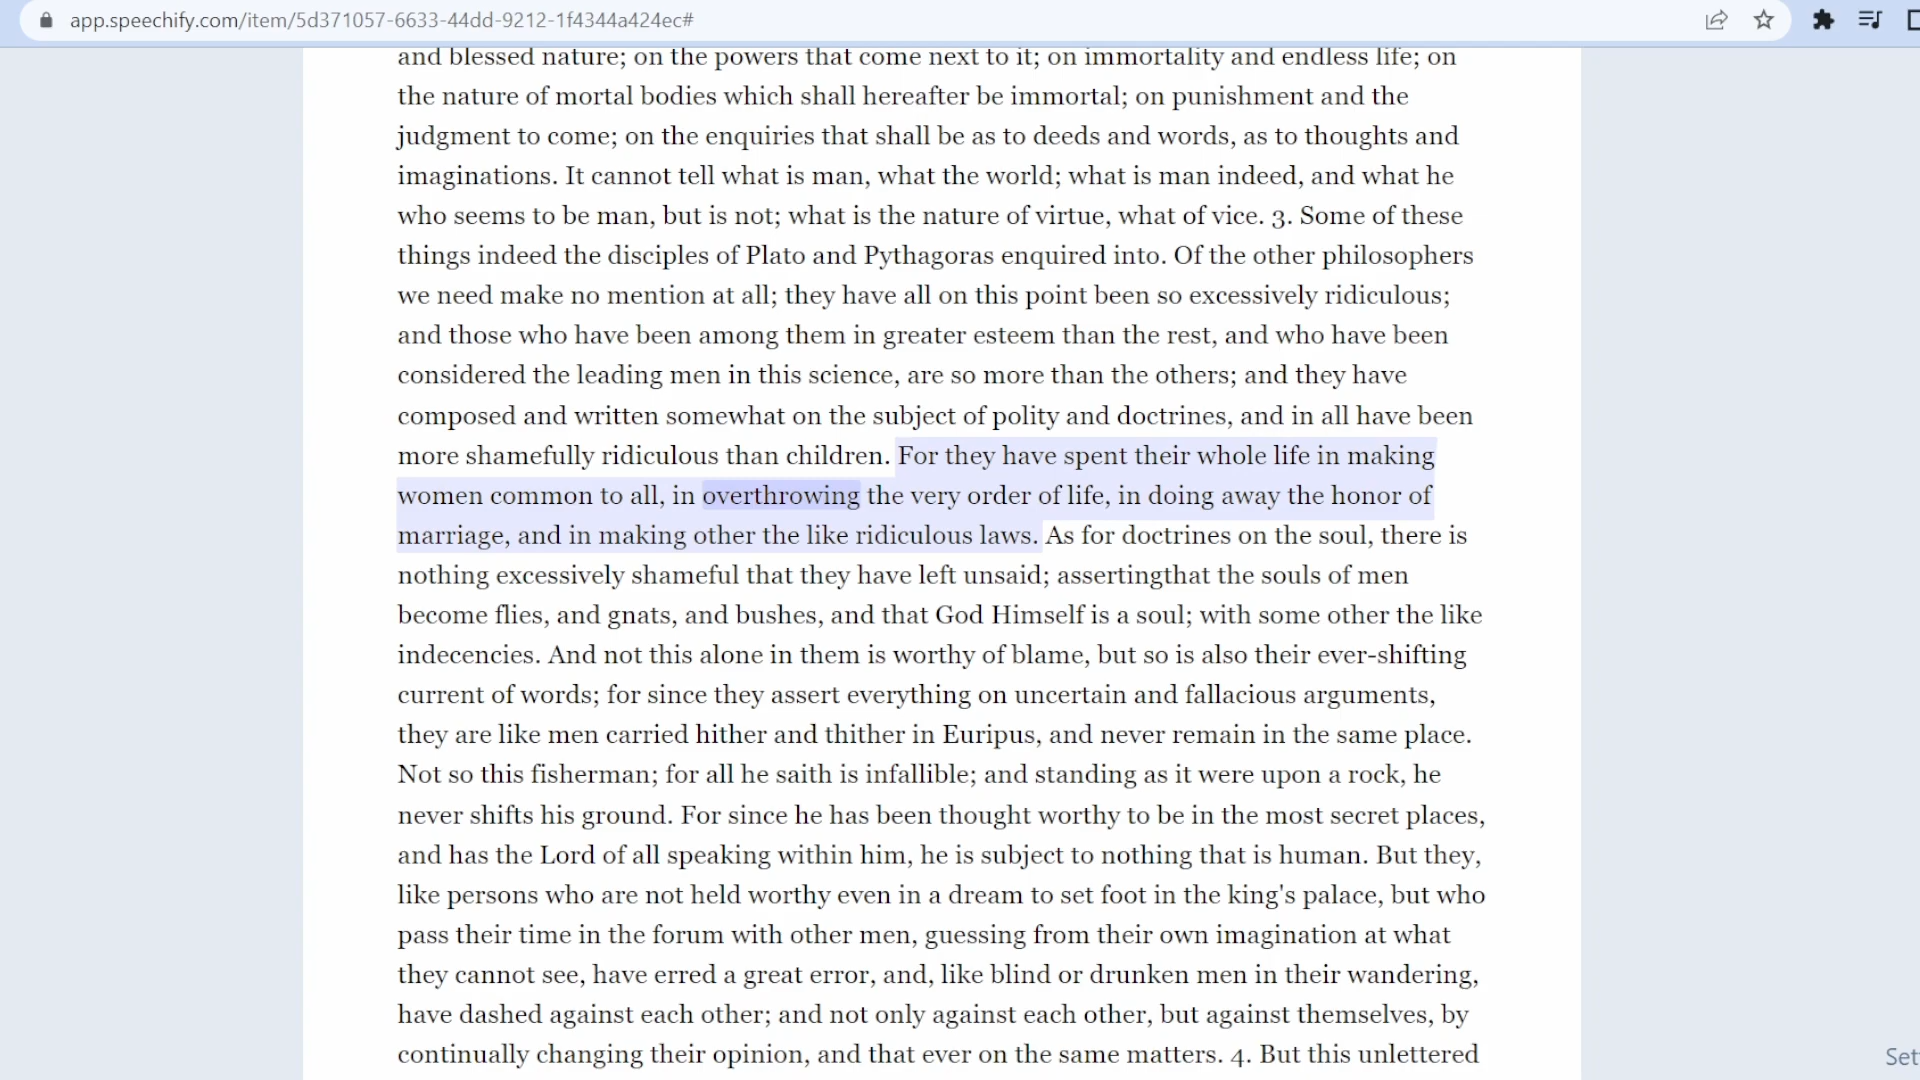 app.speechify.com/item/5d371057-6633-44dd-9212-1f4344a424ec#
and blessed nature; on the powers that come next to it; on immortality and endless life; on
the nature of mortal bodies which shall hereafter be immortal; on punishment and the
judgment to come; on the enquiries that shall be as to deeds and words, as to thoughts and
imaginations. It cannot tell what is man, what the world; what is man indeed, and what he
who seems to be man, but is not; what is the nature of virtue, what of vice. 3. Some of these
things indeed the disciples of Plato and Pythagoras enquired into. Of the other philosophers
we need make no mention at all; they have all on this point been so excessively ridiculous;
and those who have been among them in greater esteem than the rest, and who have been
considered the leading men in this science, are so more than the others; and they have
composed and written somewhat on the subject of polity and doctrines, and in all have been
more shamefully ridiculous than children. For they have spent their whole life in making
women common to all, in overthrowing the very order of life, in doing away the honor of
marriage, and in making other the like ridiculous laws. As for doctrines on the soul, there is
nothing excessively shameful that they have left unsaid; assertingthat the souls of men
become flies, and gnats, and bushes, and that God Himself is a soul; with some other the like
indecencies. And not this alone in them is worthy of blame, but so is also their ever-shifting
current of words; for since they assert everything on uncertain and fallacious arguments,
they are like men carried hither and thither in Euripus, and never remain in the same place.
Not so this fisherman; for all he saith is infallible; and standing as it were upon a rock, he
never shifts his ground. For since he has been thought worthy to be in the most secret places,
and has the Lord of all speaking within him, he is subject to nothing that is human. But they,
like persons who are not held worthy even in a dream to set foot in the king's palace, but who
pass their time in the forum with other men, guessing from their own imagination at what
they cannot see, have erred a great error, and, like blind or drunken men in their wandering,
have dashed against each other; and not only against each other, but against themselves, by
continually changing their opinion, and that ever on the same matters. 4. But this unlettered
Set